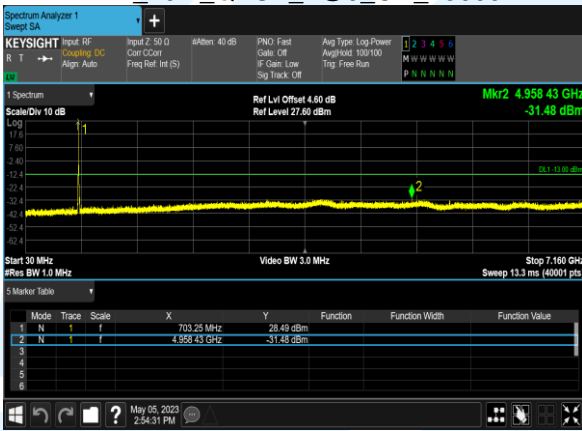 Spectrum Analyzer 1
Swept SA
+
KEYSIGHT
R T
LV
Input: RF
Coupling: DC
Align: Auto
Input Z: 50 Ω
Corr CCorr
Freq Ref: Int (S)
#Atten: 40 dB
PNO: Fast
Gate: Off
IF Gain: Low
Sig Track: Off
Avg Type: Log-Power
Avg|Hold: 100/100
Trig: Free Run
1 2 3 4 5 6
M W W W W W
P N N N N N
1 Spectrum
Scale/Div 10 dB
Ref Lvl Offset 4.60 dB
Ref Level 27.60 dBm
Mkr2 4.958 43 GHz
-31.48 dBm
Log
17.6
7.60
-2.40
-12.4
-22.4
-32.4
-42.4
-52.4
-62.4
1
DL1 -13.00 dBm
2
Start 30 MHz
#Res BW 1.0 MHz
Video BW 3.0 MHz
Stop 7.160 GHz
Sweep 13.3 ms (40001 pts
5 Marker Table
Mode Trace Scale X Y Function Function Width Function Value
1 N 1 f 703.25 MHz 28.49 dBm
2 N 1 f 4.958 43 GHz -31.48 dBm
3
4
5
6
?
May 05, 2023
2:54:31 PM